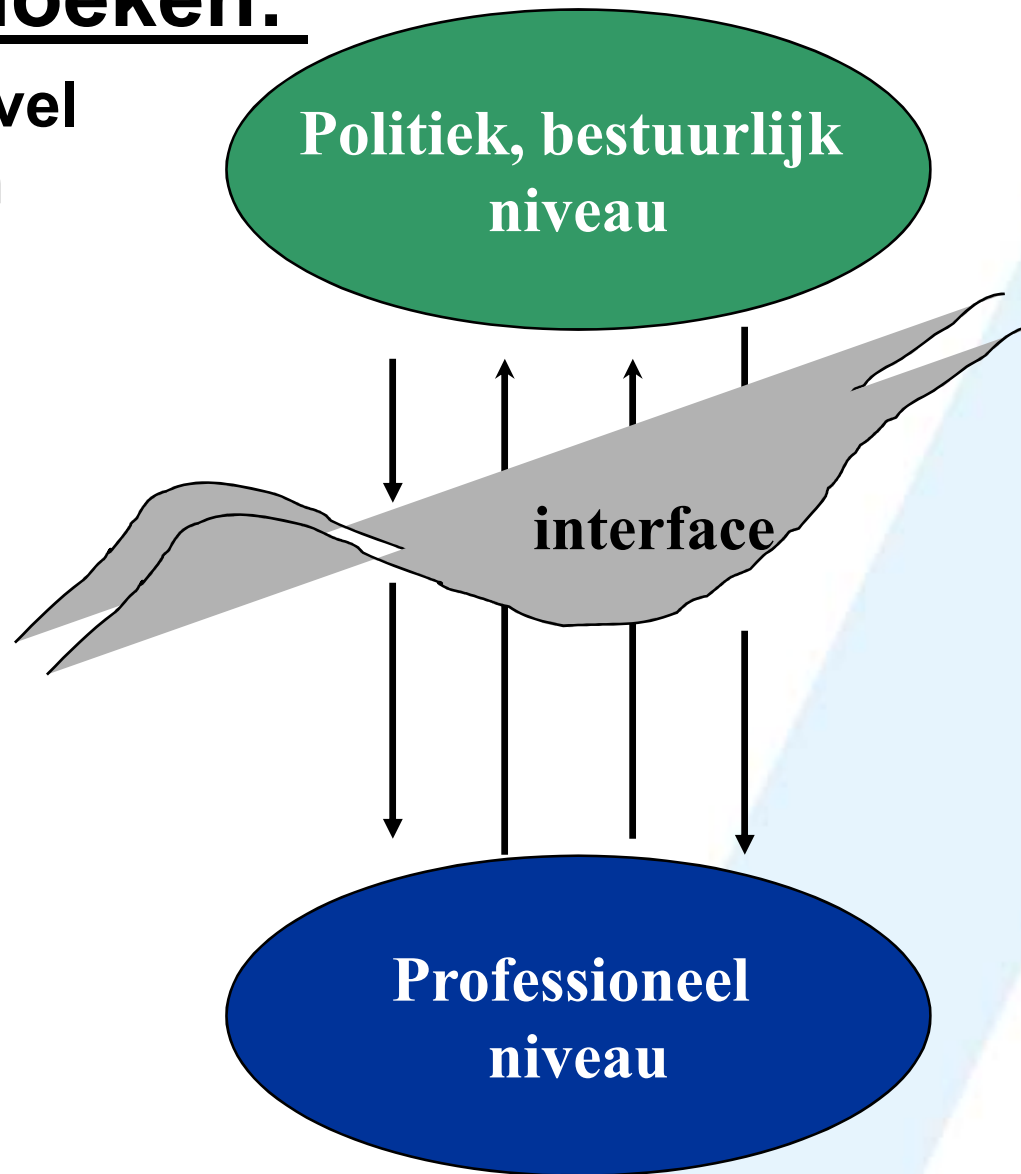 Politiek, bestuurlijk
niveau
interface
Professioneel
niveau